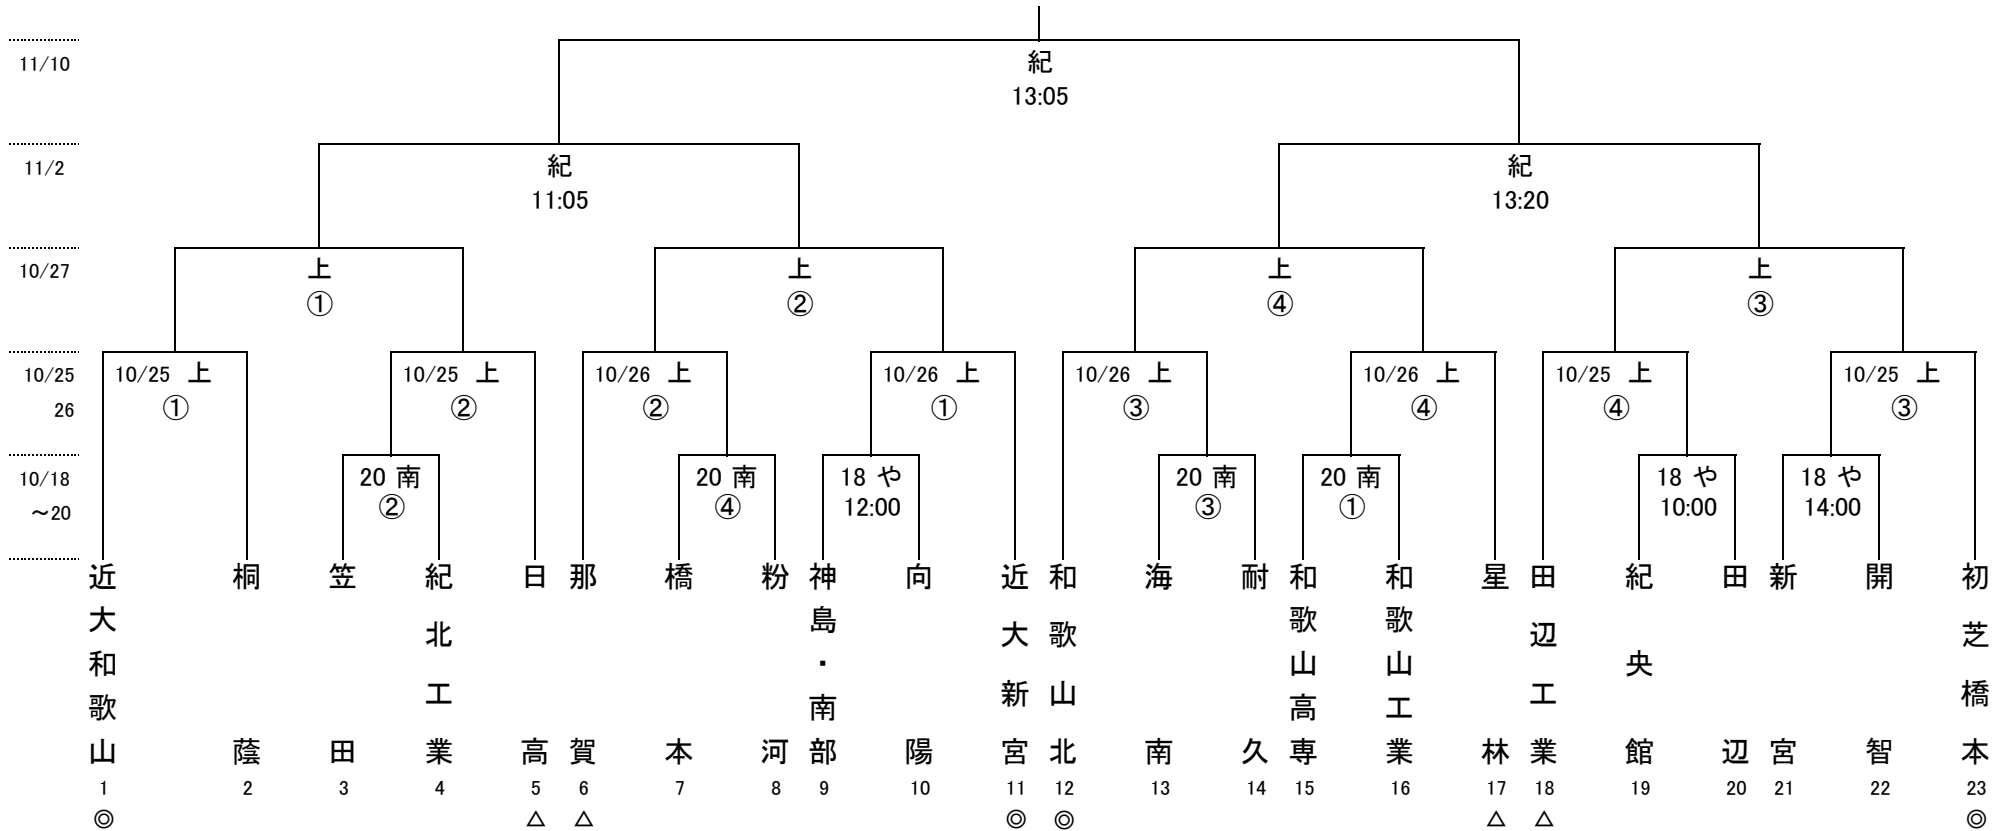 11/10
紀
13:05
11/2
紀
11:05
紀
13:20
10/27
上
①
上
②
上
④
上
③
10/25
26
10/25 上
①
10/25 上
②
10/26 上
②
10/26 上
①
10/26 上
③
10/26 上
④
10/25 上
④
10/25 上
③
10/18
～20
20 南
②
20 南
④
18 や
12:00
20 南
③
20 南
①
18 や
10:00
18 や
14:00
近大和歌山
1
◎
桐蔭
2
笠田
3
紀北工業
4
日高
5
△
那賀
6
△
橋本
7
粉河
8
神島・南部
9
向陽
10
近大新宮
11
◎
和歌山北
12
◎
海南
13
耐久
14
和歌山高専
15
和歌山工業
16
星林
17
△
田辺工業
18
△
紀央館
19
田辺
20
新宮
21
開智
22
初芝橋本
23
◎